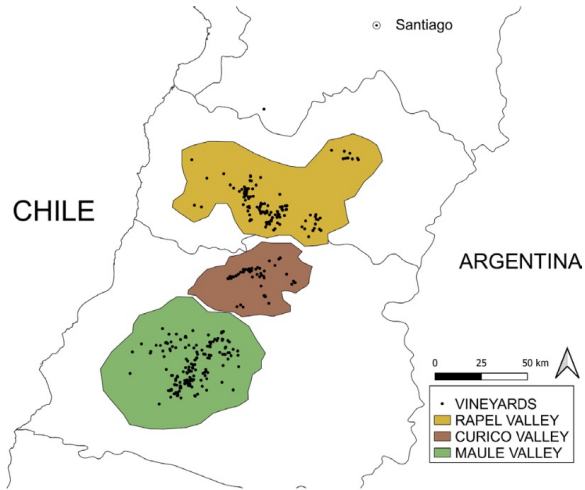 Santiago
CHILE
ARGENTINA
0 25 50 km
VINEYARDS
RAPEL VALLEY
CURICO VALLEY
MAULE VALLEY